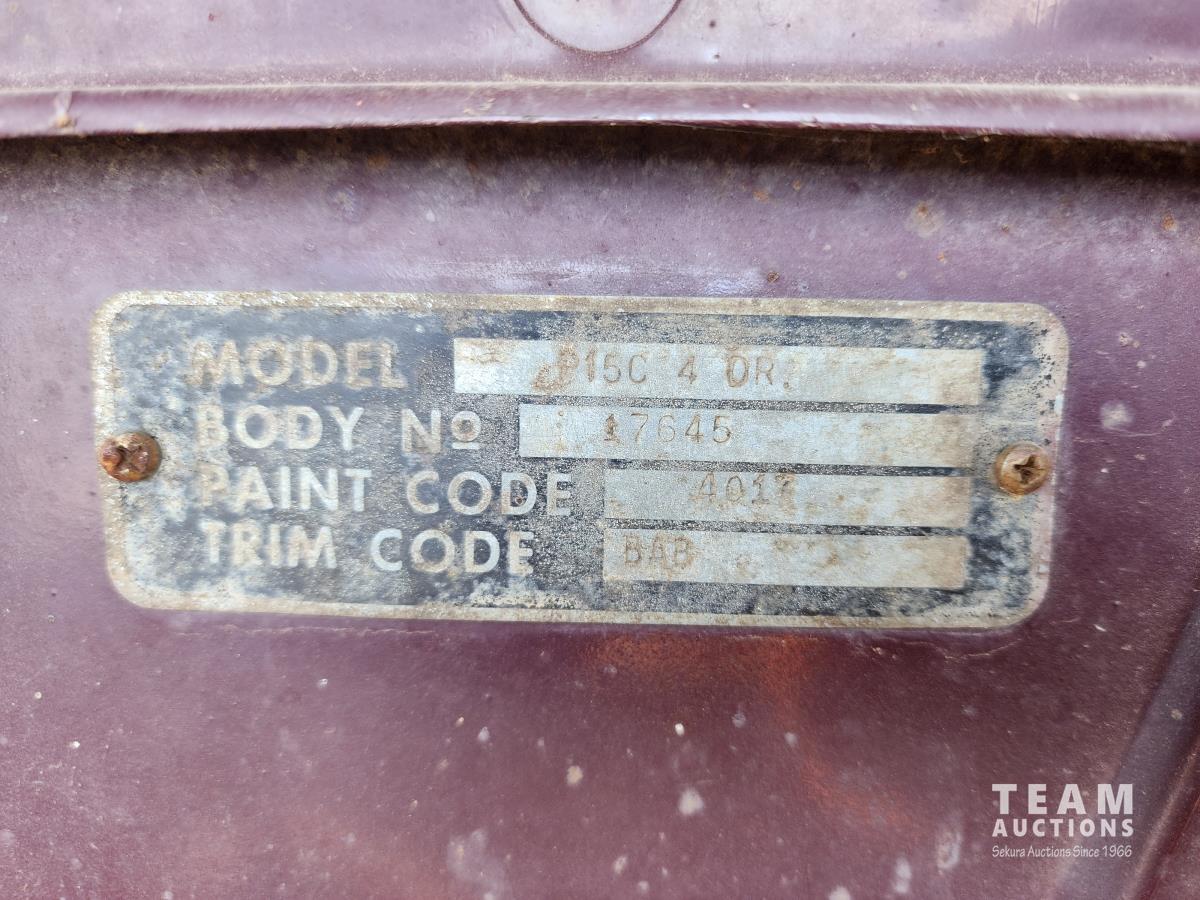 MODEL P15C 4 DR.
BODY Nº 17645
PAINT CODE 4017
TRIM CODE BAB
TEAM
AUCTIONS
Sekura Auctions Since 1966